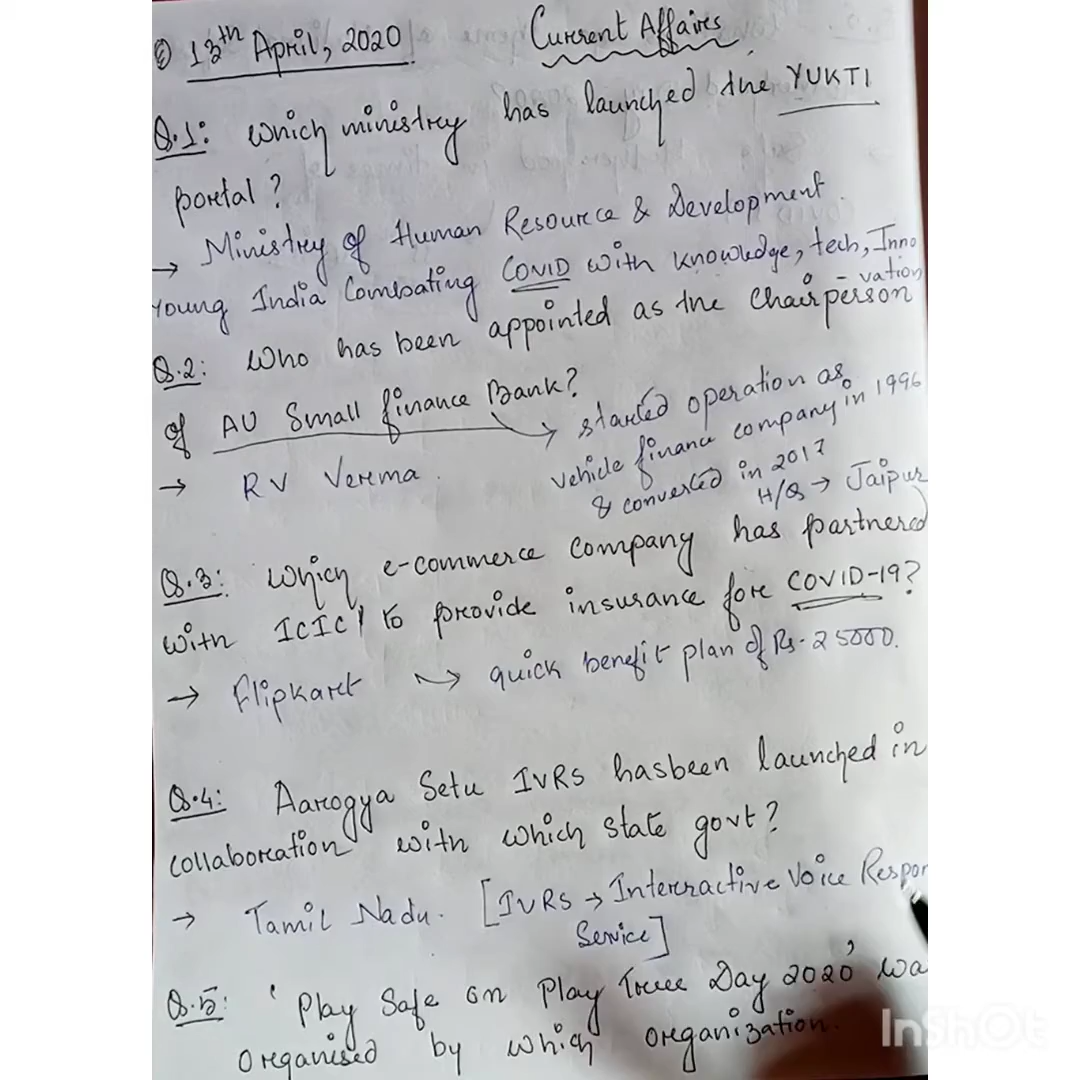 13th April, 2020 Current Affairs
Q.1: Which ministry has launched the YUKTI
portal?
→ Ministry of Human Resource & Development.
Young India Combating COVID with knowledge, tech, Inno
-vation
Q.2: Who has been appointed as the Chairperson
of AU Small finance Bank?
→ started operation as
vehicle finance company in 1996
& converted in 2017
H/Q → Jaipur
→ RV Verma.
Q.3: Which e-commerce company has partnered
with ICICI to provide insurance for COVID-19?
→ Flipkart → quick benefit plan of Rs. 25000.
Q.4: Aarogya Setu IVRS hasbeen launched in
collaboration with which state govt?
→ Tamil Nadu. [IVRS → Interractive Voice Respon
Service]
Q.5: 'Play Safe on Play True Day 2020' wa
organised by which organization.
InShOt